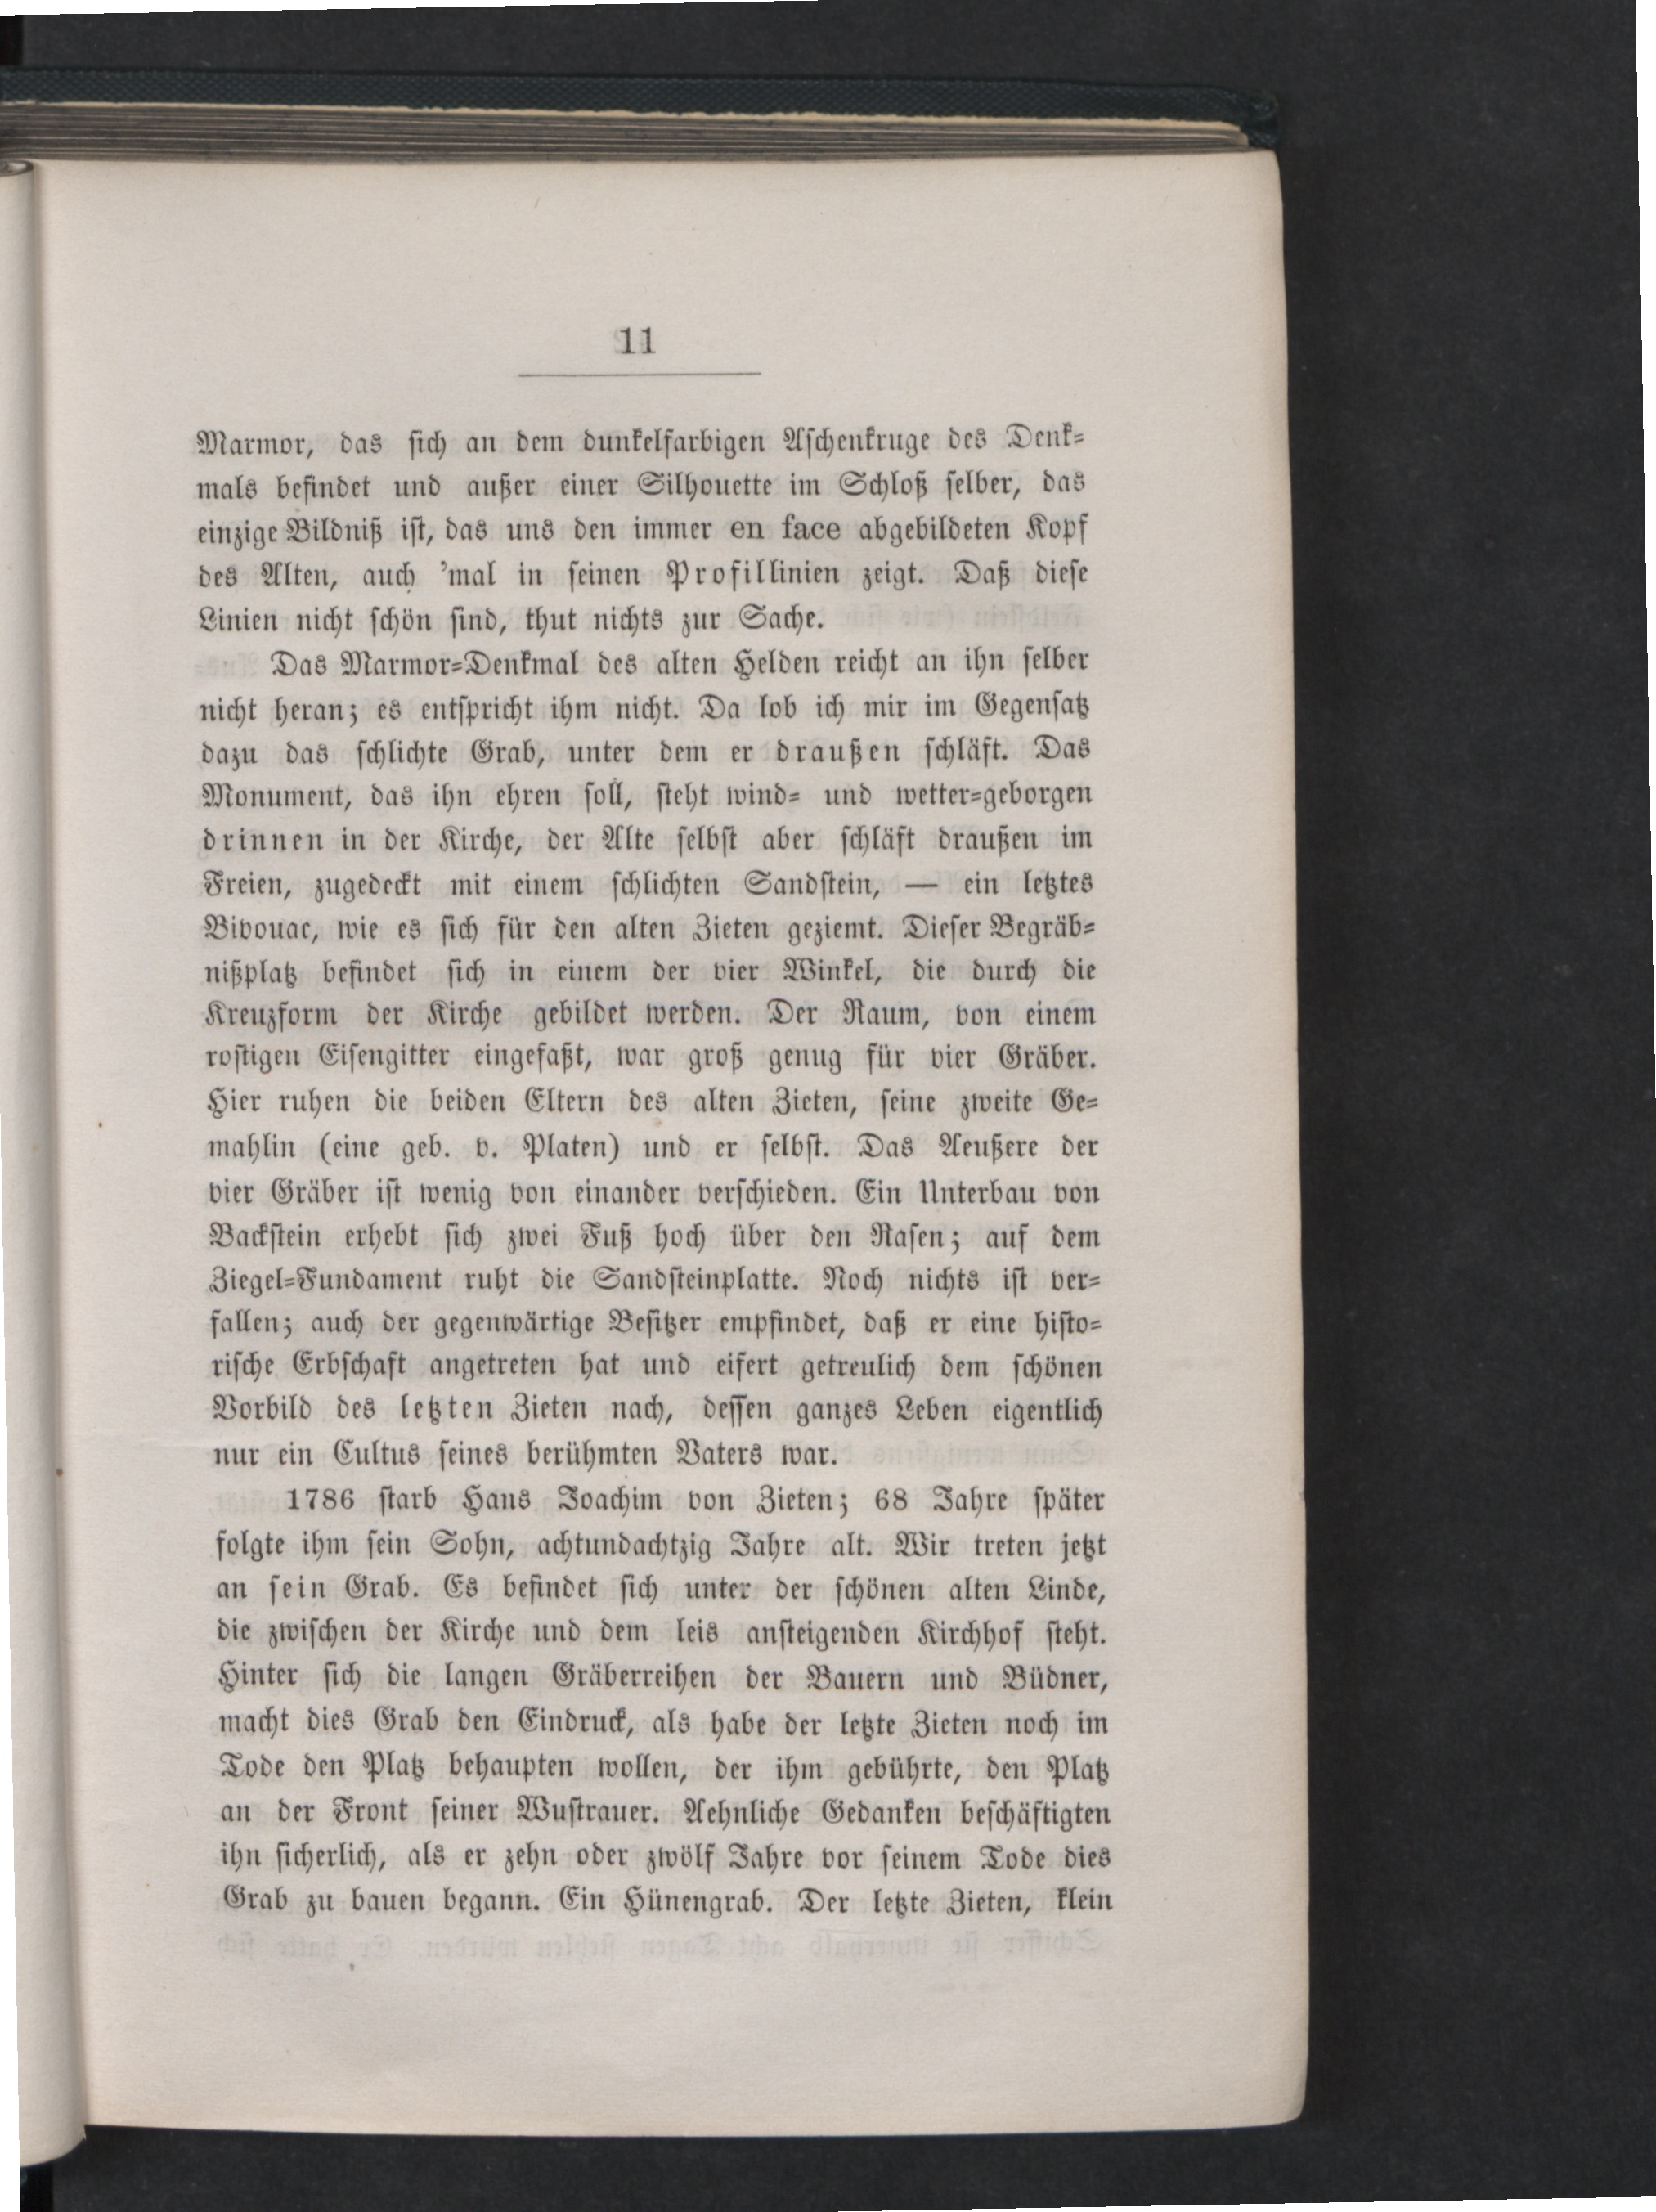 11
Marmor, das sich an dem dunkelfarbigen Aschenkruge des Denk-
mals befindet und außer einer Silhouette im Schloß selber, das
einzige Bildniß ist, das uns den immer en face abgebildeten Kopf
des Alten, auch 'mal in seinen Profillinien zeigt. Daß diese
Linien nicht schön sind, thut nichts zur Sache.
Das Marmor-Denkmal des alten Helden reicht an ihn selber
nicht heran; es entspricht ihm nicht. Da lob ich mir im Gegensatz
dazu das schlichte Grab, unter dem er draußen schläft. Das
Monument, das ihn ehren soll, steht wind- und wetter-geborgen
drinnen in der Kirche, der Alte selbst aber schläft draußen im
Freien, zugedeckt mit einem schlichten Sandstein, — ein letztes
Bivouac, wie es sich für den alten Zieten geziemt. Dieser Begräb-
nißplatz befindet sich in einem der vier Winkel, die durch die
Kreuzform der Kirche gebildet werden. Der Raum, von einem
rostigen Eisengitter eingefaßt, war groß genug für vier Gräber.
Hier ruhen die beiden Eltern des alten Zieten, seine zweite Ge-
mahlin (eine geb. v. Platen) und er selbst. Das Aeußere der
vier Gräber ist wenig von einander verschieden. Ein Unterbau von
Backstein erhebt sich zwei Fuß hoch über den Rasen; auf dem
Ziegel-Fundament ruht die Sandsteinplatte. Noch nichts ist ver-
fallen; auch der gegenwärtige Besitzer empfindet, daß er eine histo-
rische Erbschaft angetreten hat und eifert getreulich dem schönen
Vorbild des letzten Zieten nach, dessen ganzes Leben eigentlich
nur ein Cultus seines berühmten Vaters war.
1786 starb Hans Joachim von Zieten; 68 Jahre später
folgte ihm sein Sohn, achtundachtzig Jahre alt. Wir treten jetzt
an sein Grab. Es befindet sich unter der schönen alten Linde,
die zwischen der Kirche und dem leis ansteigenden Kirchhof steht.
Hinter sich die langen Gräberreihen der Bauern und Büdner,
macht dies Grab den Eindruck, als habe der letzte Zieten noch im
Tode den Platz behaupten wollen, der ihm gebührte, den Platz
an der Front seiner Wustrauer. Aehnliche Gedanken beschäftigten
ihn sicherlich, als er zehn oder zwölf Jahre vor seinem Tode dies
Grab zu bauen begann. Ein Hünengrab. Der letzte Zieten, klein